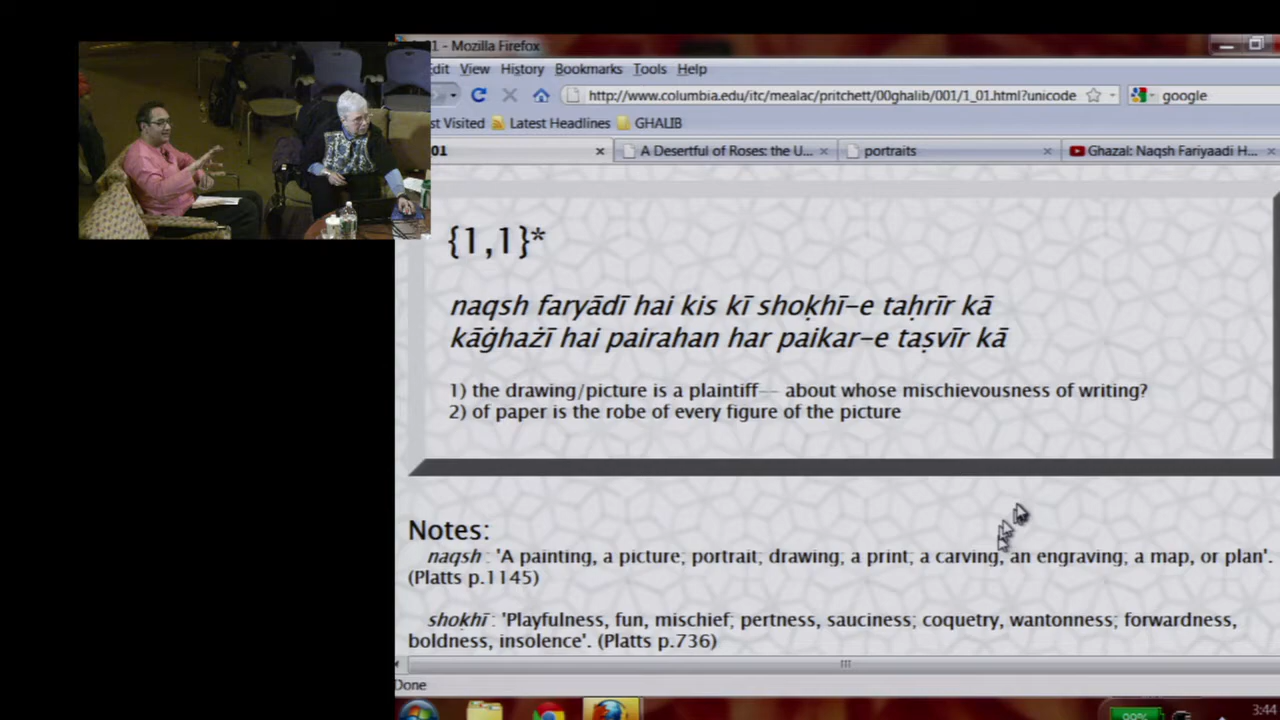 01 - Mozilla Firefox
Edit View History Bookmarks Tools Help
http://www.columbia.edu/itc/mealac/pritchett/00ghalib/001/1_01.html?unicode google
st Visited Latest Headlines GHALIB
01 A Desertful of Roses: the U... portraits Ghazal: Naqsh Fariyaadi H...
{1,1}*
naqsh faryādī hai kis kī shoḳhī-e taḥrīr kā
kāġhażī hai pairahan har paikar-e taṣvīr kā
1) the drawing/picture is a plaintiff-- about whose mischievousness of writing?
2) of paper is the robe of every figure of the picture
Notes:
naqsh : 'A painting, a picture, portrait, drawing; a print; a carving, an engraving; a map, or plan'.
(Platts p.1145)
shoḳhī : 'Playfulness, fun, mischief; pertness, sauciness; coquetry, wantonness; forwardness,
boldness, insolence'. (Platts p.736)
Done
99% 3:44